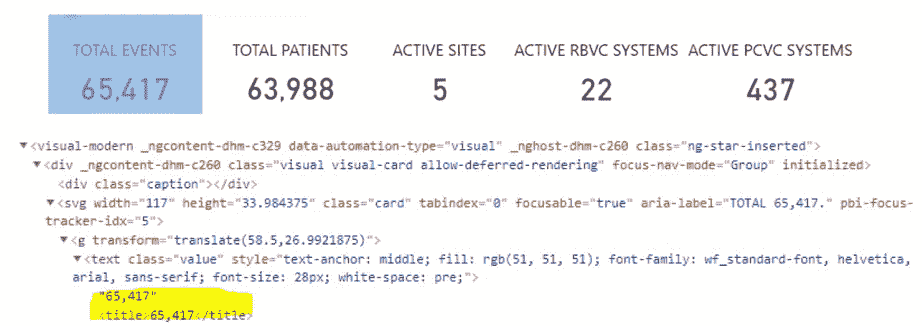 TOTAL EVENTS TOTAL PATIENTS ACTIVE SITES ACTIVE RBVC SYSTEMS ACTIVE PCVC SYSTEMS
65,417 63,988 5 22 437
▼<visual-modern _ngcontent-dhm-c329 data-automation-type="visual" _nghost-dhm-c260 class="ng-star-inserted">
▼<div _ngcontent-dhm-c260 class="visual visual-card allow-deferred-rendering" focus-nav-mode="Group" initialized>
<div class="caption"></div>
▼<svg width="117" height="33.984375" class="card" tabindex="0" focusable="true" aria-label="TOTAL 65,417." pbi-focus-
tracker-idx="5">
▼<g transform="translate(58.5,26.9921875)">
▼<text class="value" style="text-anchor: middle; fill: rgb(51, 51, 51); font-family: wf_standard-font, helvetica,
arial, sans-serif; font-size: 28px; white-space: pre;">
"65,417"
<title>65,417</title>